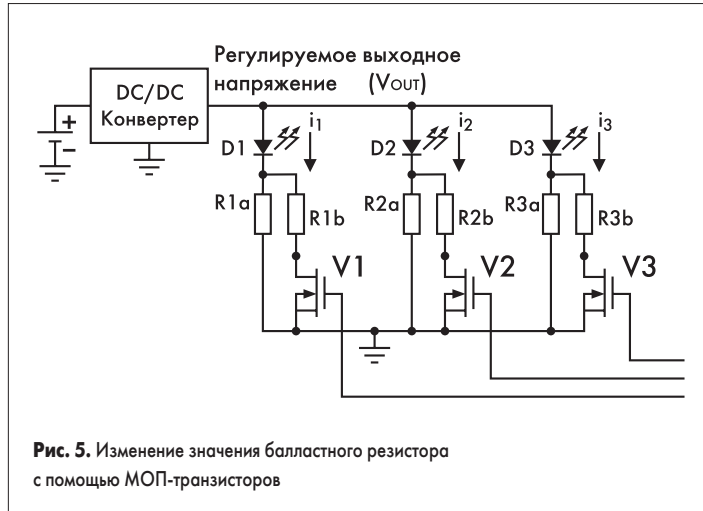 Регулируемое выходное
напряжение (VOUT)
DC/DC
Конвертер
+
−
D1
i1
D2
i2
D3
i3
R1a
R1b
R2a
R2b
R3a
R3b
V1
V2
V3
Рис. 5. Изменение значения балластного резистора
с помощью МОП-транзисторов